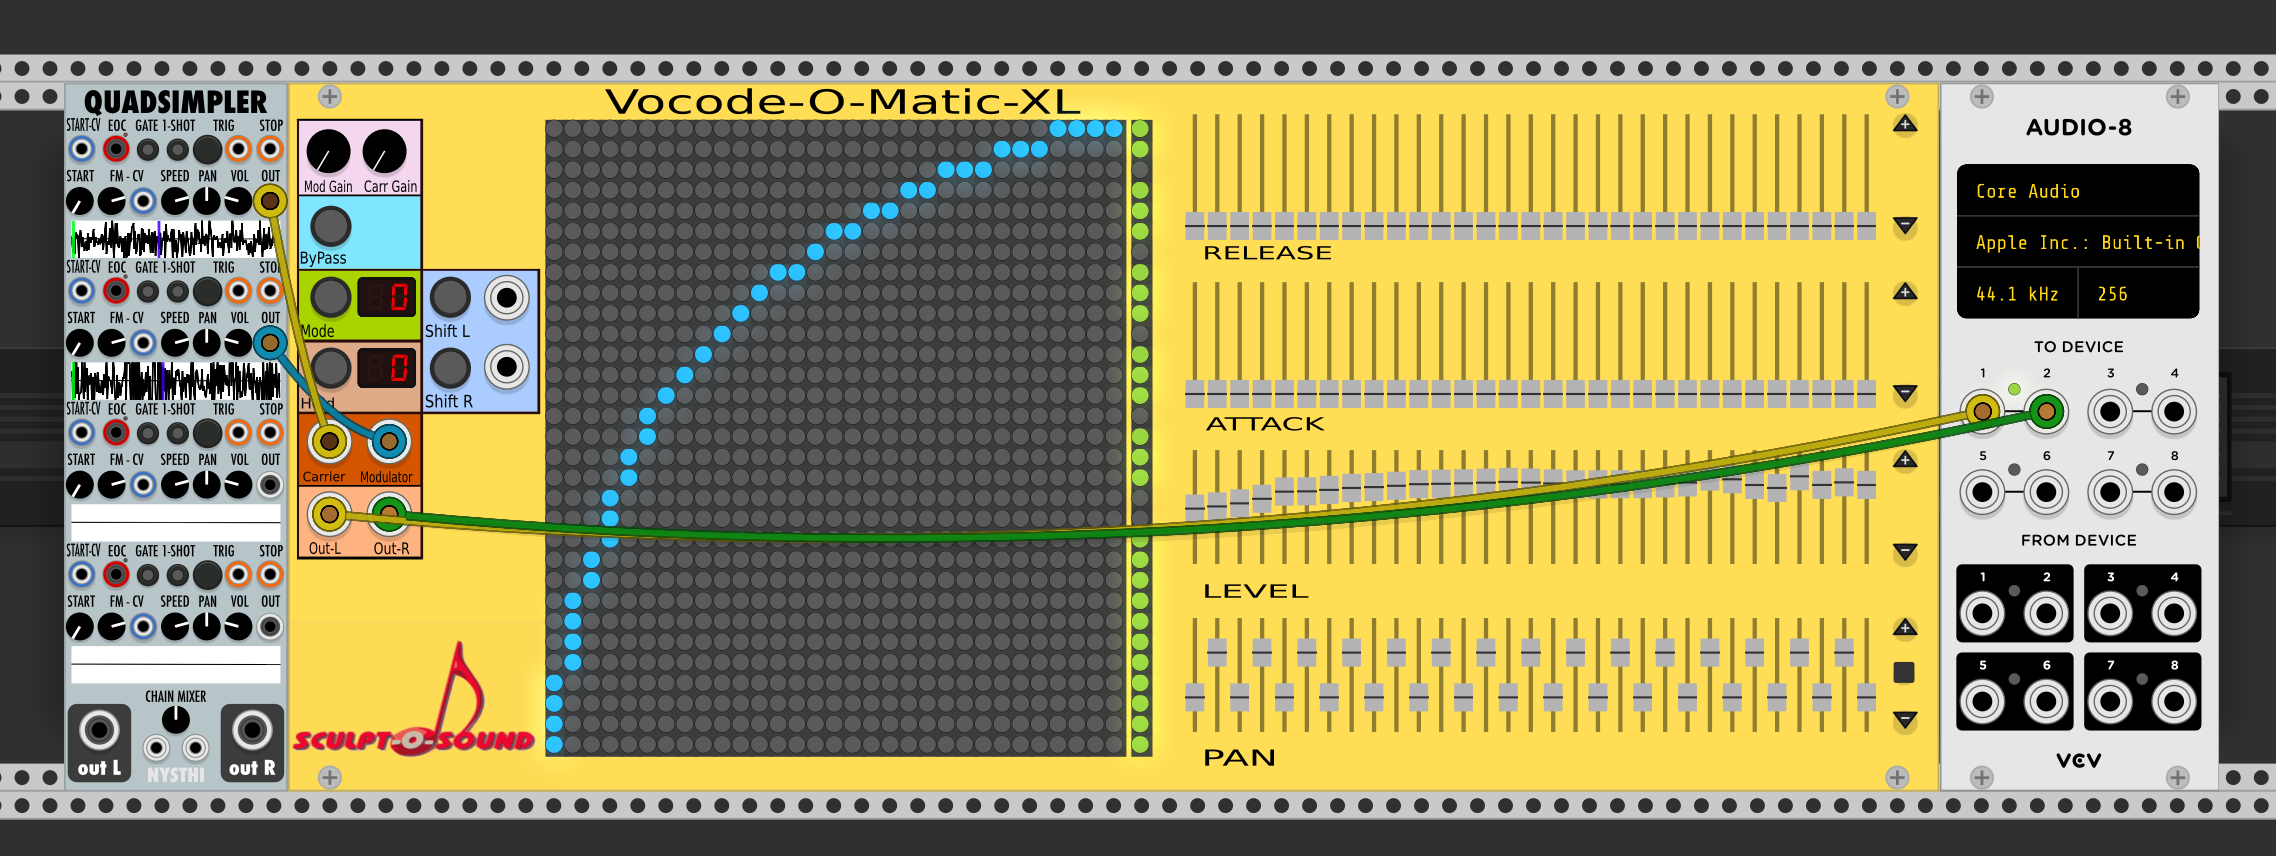 QUADSIMPLER
START-CV EOC GATE 1-SHOT TRIG STOP
START FM - CV SPEED PAN VOL OUT
START-CV EOC GATE 1-SHOT TRIG STOP
START FM - CV SPEED PAN VOL OUT
START-CV EOC GATE 1-SHOT TRIG STOP
START FM - CV SPEED PAN VOL OUT
START-CV EOC GATE 1-SHOT TRIG STOP
START FM - CV SPEED PAN VOL OUT
CHAIN MIXER
out L NYSTHI out R
Vocode-O-Matic-XL
Mod Gain Carr Gain
ByPass
0
Mode Shift L
0
Hold Shift R
Carrier Modulator
Out-L Out-R
SCULPT-O-SOUND
RELEASE
ATTACK
LEVEL
PAN
AUDIO-8
Core Audio
Apple Inc.: Built-in
44.1 kHz 256
TO DEVICE
1 2 3 4
5 6 7 8
FROM DEVICE
1 2 3 4
5 6 7 8
VCV